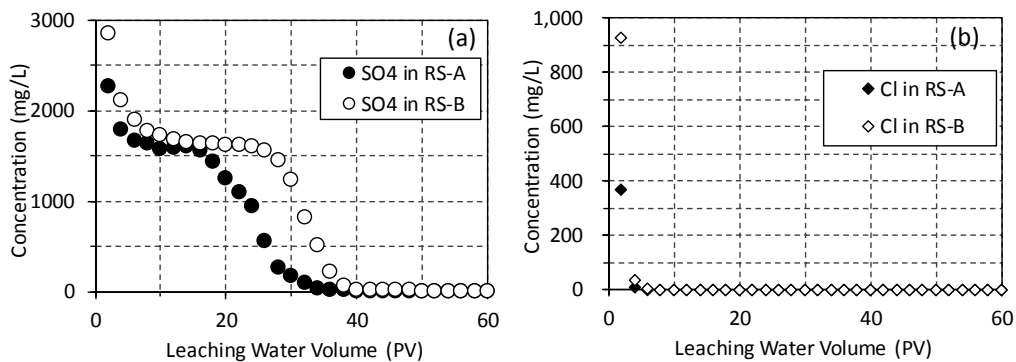 3000
2000
1000
0
Concentration (mg/L)
(a)
SO4 in RS-A
SO4 in RS-B
0 20 40 60
Leaching Water Volume (PV)
1,000
800
600
400
200
0
Concentration (mg/L)
(b)
Cl in RS-A
Cl in RS-B
0 20 40 60
Leaching Water Volume (PV)